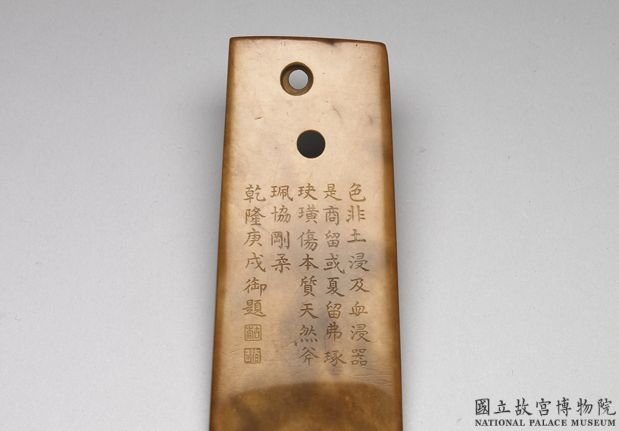 色非土浸及血浸器
是商留或夏留弗琢
玦璜傷本質天然斧
珮協剛柔
乾隆庚戌御題
國立故宮博物院
NATIONAL PALACE MUSEUM